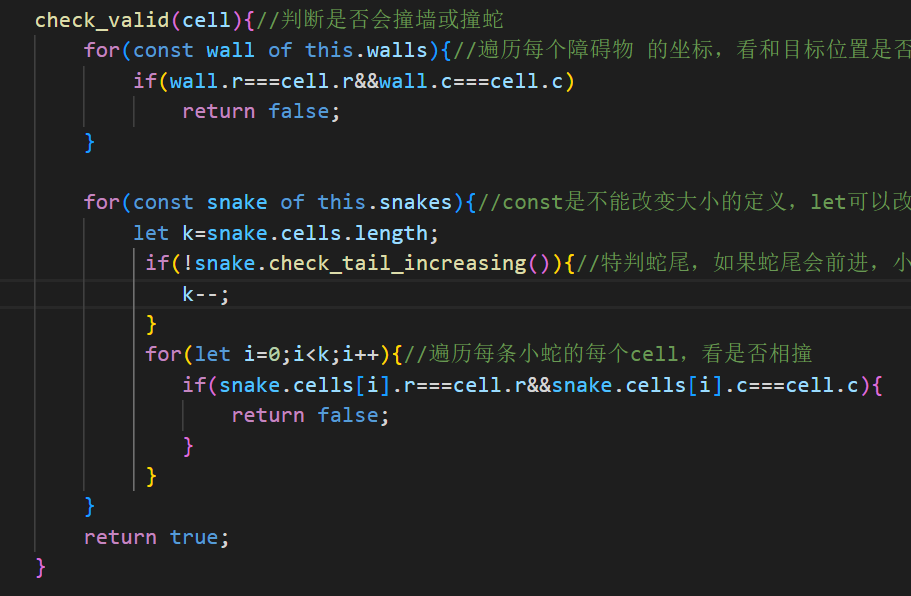 check_valid(cell){//判断是否会撞墙或撞蛇
for(const wall of this.walls){//遍历每个障碍物 的坐标，看和目标位置是否
if(wall.r===cell.r&&wall.c===cell.c)
return false;
}
for(const snake of this.snakes){//const是不能改变大小的定义，let可以改
let k=snake.cells.length;
if(!snake.check_tail_increasing()){//特判蛇尾，如果蛇尾会前进，小
k--;
}
for(let i=0;i<k;i++){//遍历每条小蛇的每个cell，看是否相撞
if(snake.cells[i].r===cell.r&&snake.cells[i].c===cell.c){
return false;
}
}
}
return true;
}